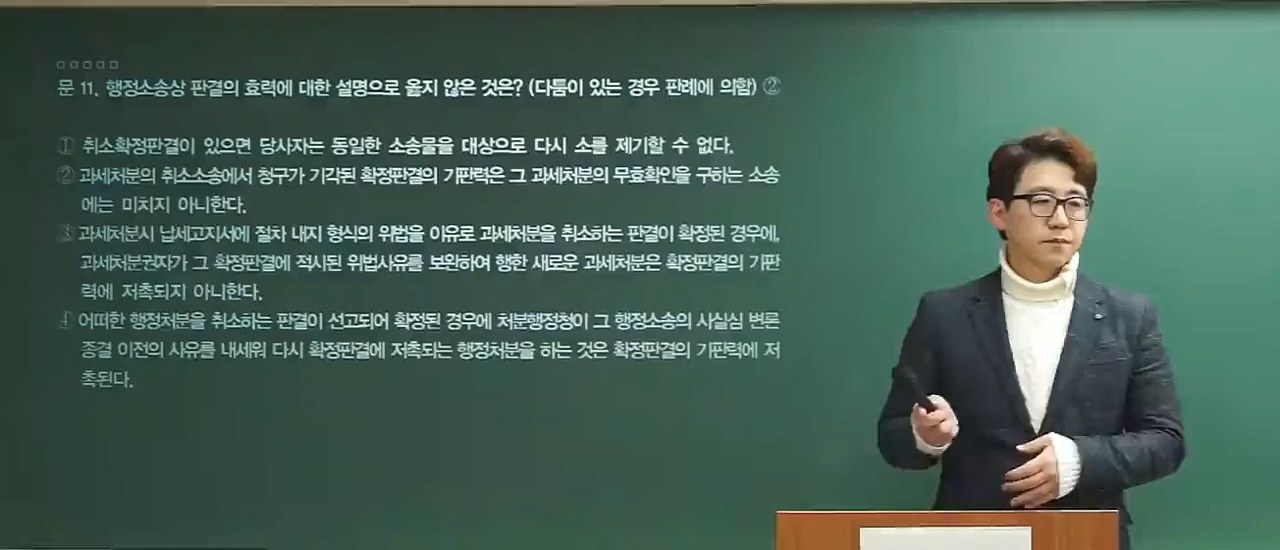 문 11. 행정소송상 판결의 효력에 대한 설명으로 옳지 않은 것은? (다툼이 있는 경우 판례에 의함) ②
① 취소확정판결이 있으면 당사자는 동일한 소송물을 대상으로 다시 소를 제기할 수 없다.
② 과세처분의 취소소송에서 청구가 기각된 확정판결의 기판력은 그 과세처분의 무효확인을 구하는 소송
에는 미치지 아니한다.
③ 과세처분시 납세고지서에 절차 내지 형식의 위법을 이유로 과세처분을 취소하는 판결이 확정된 경우에,
과세처분권자가 그 확정판결에 적시된 위법사유를 보완하여 행한 새로운 과세처분은 확정판결의 기판
력에 저촉되지 아니한다.
④ 어떠한 행정처분을 취소하는 판결이 선고되어 확정된 경우에 처분행정청이 그 행정소송의 사실심 변론
종결 이전의 사유를 내세워 다시 확정판결에 저촉되는 행정처분을 하는 것은 확정판결의 기판력에 저
촉된다.